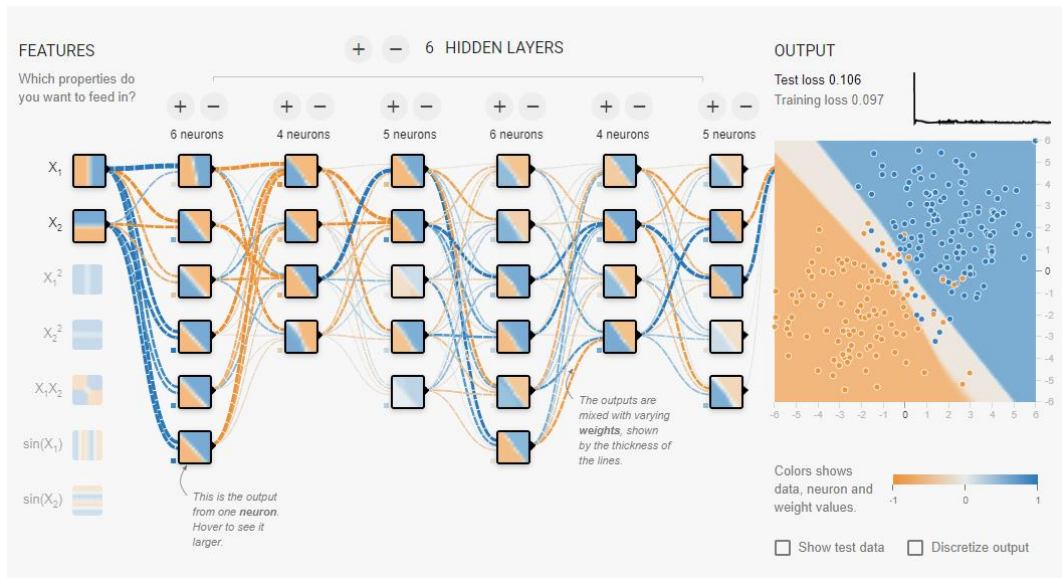 FEATURES
Which properties do
you want to feed in?
+ − 6 HIDDEN LAYERS
OUTPUT
Test loss 0.106
Training loss 0.097
+ − + − + − + − + − + −
6 neurons 4 neurons 5 neurons 6 neurons 4 neurons 5 neurons
X₁
X₂
X₁²
X₂²
X₁X₂
sin(X₁)
sin(X₂)
This is the output
from one neuron.
Hover to see it
larger.
The outputs are
mixed with varying
weights, shown
by the thickness of
the lines.
6
5
4
3
2
1
0
-1
-2
-3
-4
-5
-6
-6 -5 -4 -3 -2 -1 0 1 2 3 4 5 6
Colors shows
data, neuron and
weight values.
-1 0 1
Show test data
Discretize output